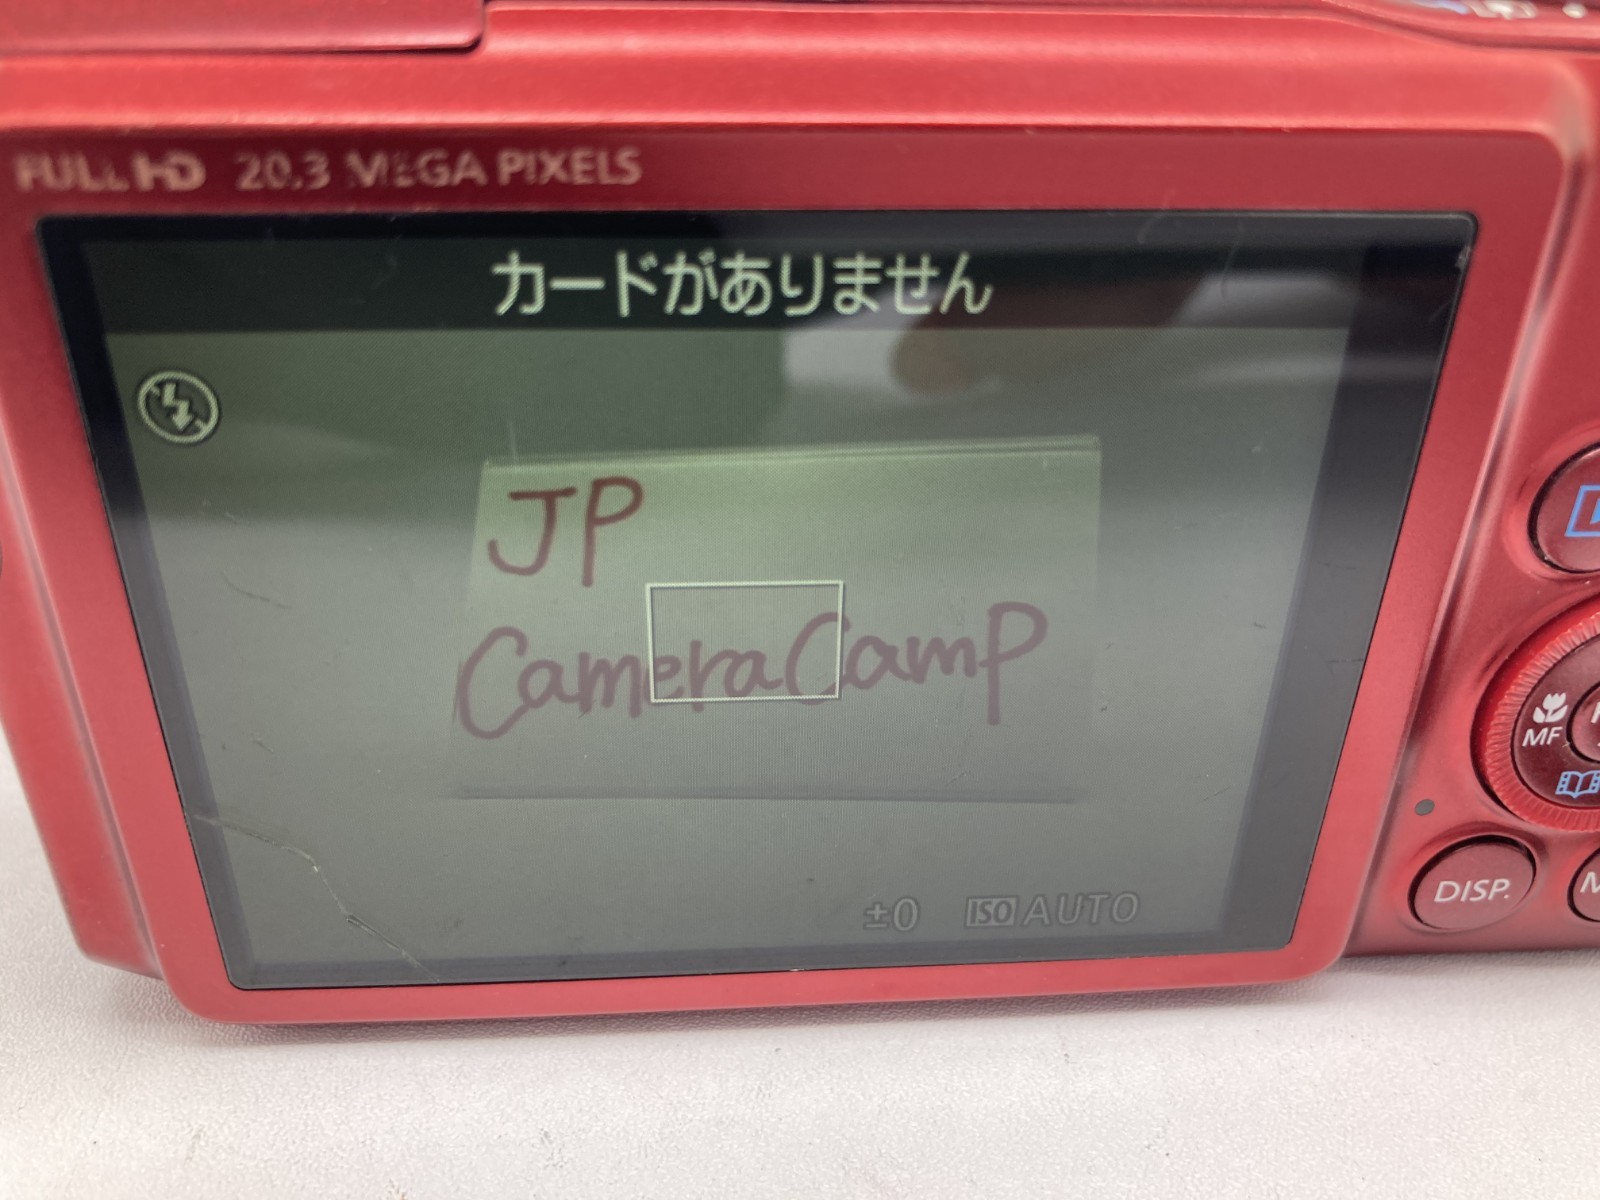 FULL HD 20.3 MEGA PIXELS
カードがありません
JP
CameraCamp
±0 ISO AUTO
MF
DISP.